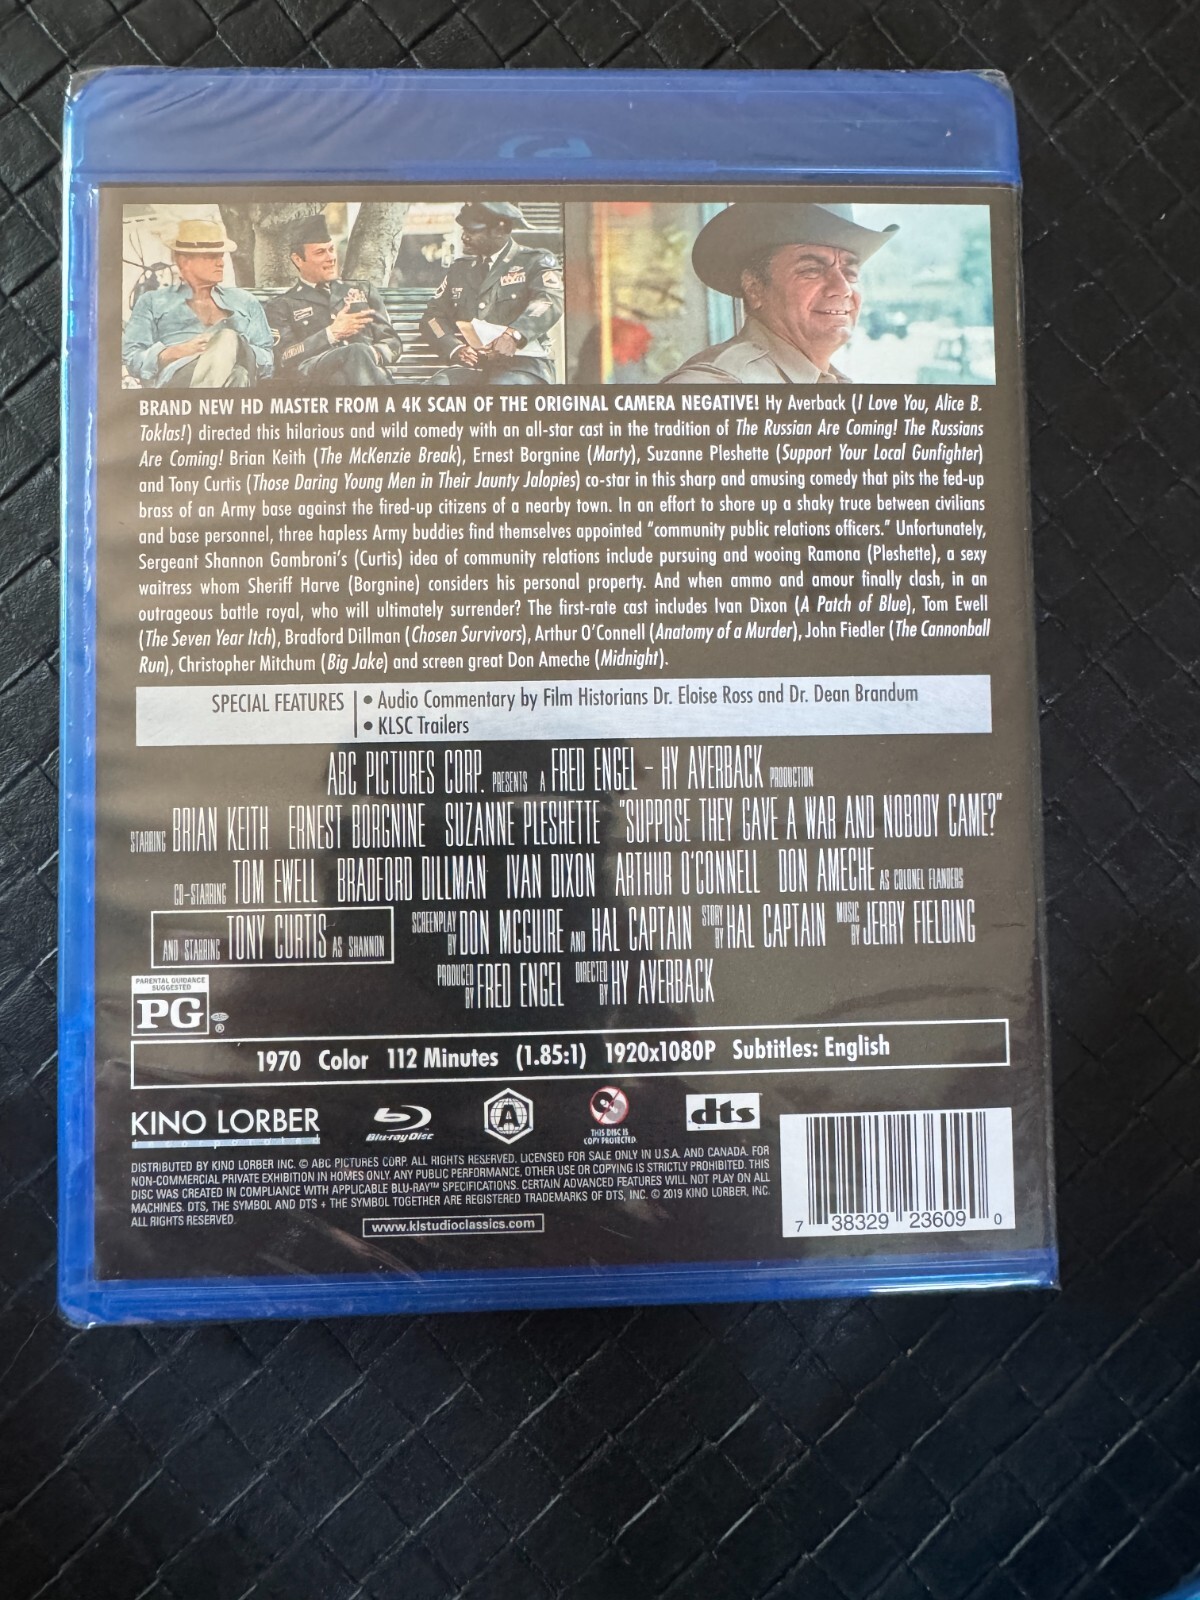 BRAND NEW HD MASTER FROM A 4K SCAN OF THE ORIGINAL CAMERA NEGATIVE! Hy Averback (I Love You, Alice B.
Toklas!) directed this hilarious and wild comedy with an all-star cast in the tradition of The Russian Are Coming! The Russians
Are Coming! Brian Keith (The McKenzie Break), Ernest Borgnine (Marty), Suzanne Pleshette (Support Your Local Gunfighter)
and Tony Curtis (Those Daring Young Men in Their Jaunty Jalopies) co-star in this sharp and amusing comedy that pits the fed-up
brass of an Army base against the fired-up citizens of a nearby town. In an effort to shore up a shaky truce between civilians
and base personnel, three hapless Army buddies find themselves appointed “community public relations officers.” Unfortunately,
Sergeant Shannon Gambroni’s (Curtis) idea of community relations include pursuing and wooing Ramona (Pleshette), a sexy
waitress whom Sheriff Harve (Borgnine) considers his personal property. And when ammo and amour finally clash, in an
outrageous battle royal, who will ultimately surrender? The first-rate cast includes Ivan Dixon (A Patch of Blue), Tom Ewell
(The Seven Year Itch), Bradford Dillman (Chosen Survivors), Arthur O’Connell (Anatomy of a Murder), John Fiedler (The Cannonball
Run), Christopher Mitchum (Big Jake) and screen great Don Ameche (Midnight).
SPECIAL FEATURES • Audio Commentary by Film Historians Dr. Eloise Ross and Dr. Dean Brandum
• KLSC Trailers
ABC PICTURES CORP. PRESENTS A FRED ENGEL - HY AVERBACK PRODUCTION
STARRING BRIAN KEITH ERNEST BORGNINE SUZANNE PLESHETTE "SUPPOSE THEY GAVE A WAR AND NOBODY CAME?"
CO-STARRING TOM EWELL BRADFORD DILLMAN IVAN DIXON ARTHUR O'CONNELL DON AMECHE AS COLONEL FLANDERS
AND STARRING TONY CURTIS AS SHANNON SCREENPLAY BY DON MCGUIRE AND HAL CAPTAIN STORY BY HAL CAPTAIN MUSIC BY JERRY FIELDING
PRODUCED BY FRED ENGEL DIRECTED BY HY AVERBACK
PARENTAL GUIDANCE
SUGGESTED
PG
®
1970 Color 112 Minutes (1.85:1) 1920x1080P Subtitles: English
KINO LORBER
incorporated
Blu-ray Disc
A
THIS DISC IS
COPY PROTECTED
dts
DISTRIBUTED BY KINO LORBER INC. © ABC PICTURES CORP. ALL RIGHTS RESERVED. LICENSED FOR SALE ONLY IN U.S.A. AND CANADA. FOR
NON-COMMERCIAL PRIVATE EXHIBITION IN HOMES ONLY. ANY PUBLIC PERFORMANCE, OTHER USE OR COPYING IS STRICTLY PROHIBITED. THIS
DISC WAS CREATED IN COMPLIANCE WITH APPLICABLE BLU-RAY™ SPECIFICATIONS. CERTAIN ADVANCED FEATURES WILL NOT PLAY ON ALL
MACHINES. DTS, THE SYMBOL AND DTS + THE SYMBOL TOGETHER ARE REGISTERED TRADEMARKS OF DTS, INC. © 2019 KINO LORBER, INC.
ALL RIGHTS RESERVED.
www.klstudioclassics.com
7 38329 23609 0